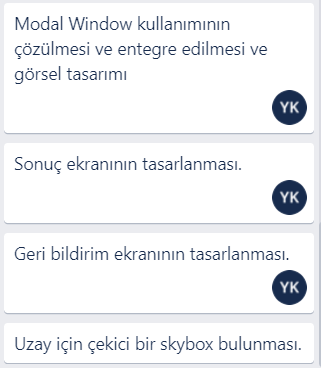 Modal Window kullanımının
çözülmesi ve entegre edilmesi ve
görsel tasarımı
YK
Sonuç ekranının tasarlanması.
YK
Geri bildirim ekranının tasarlanması.
YK
Uzay için çekici bir skybox bulunması.